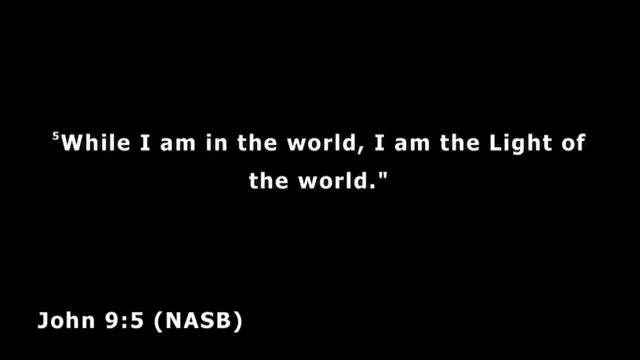 ⁵While I am in the world, I am the Light of
the world."
John 9:5 (NASB)